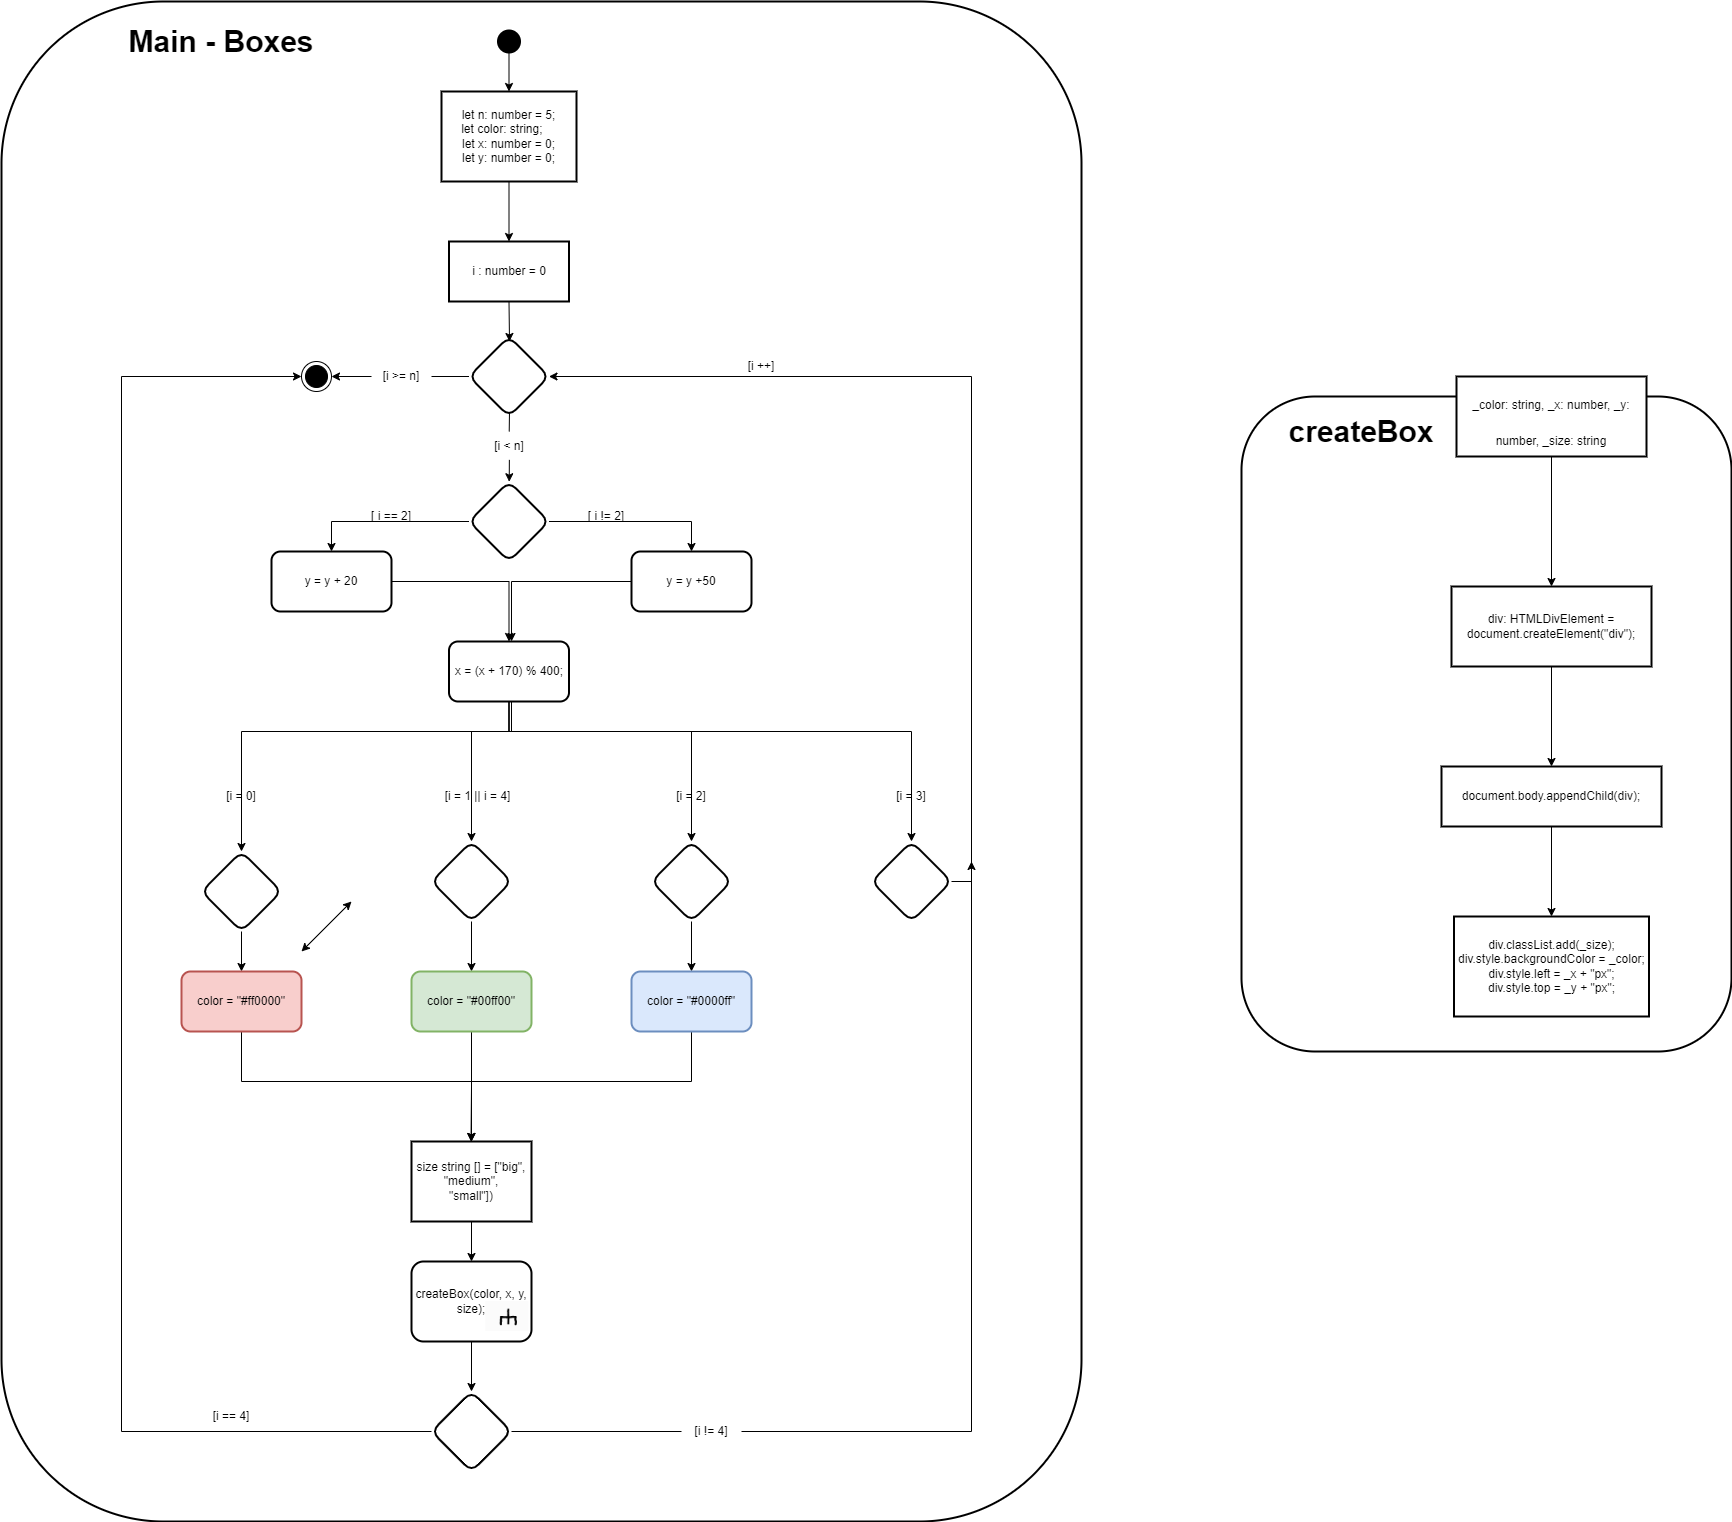 Main - Boxes
let n: number = 5;
let color: string;
let x: number = 0;
let y: number = 0;
i : number = 0
[i >= n]
[i ++]
[i < n]
[ i == 2]
[ i != 2]
y = y + 20
y = y +50
x = (x + 170) % 400;
[i = 0]
[i = 1 || i = 4]
[i = 2]
[i = 3]
color = "#ff0000"
color = "#00ff00"
color = "#0000ff"
size string [] = ["big",
"medium",
"small"])
createBox(color, x, y,
size);
[i == 4]
[i != 4]
createBox
_color: string, _x: number, _y:
number, _size: string
div: HTMLDivElement =
document.createElement("div");
document.body.appendChild(div);
div.classList.add(_size);
div.style.backgroundColor = _color;
div.style.left = _x + "px";
div.style.top = _y + "px";